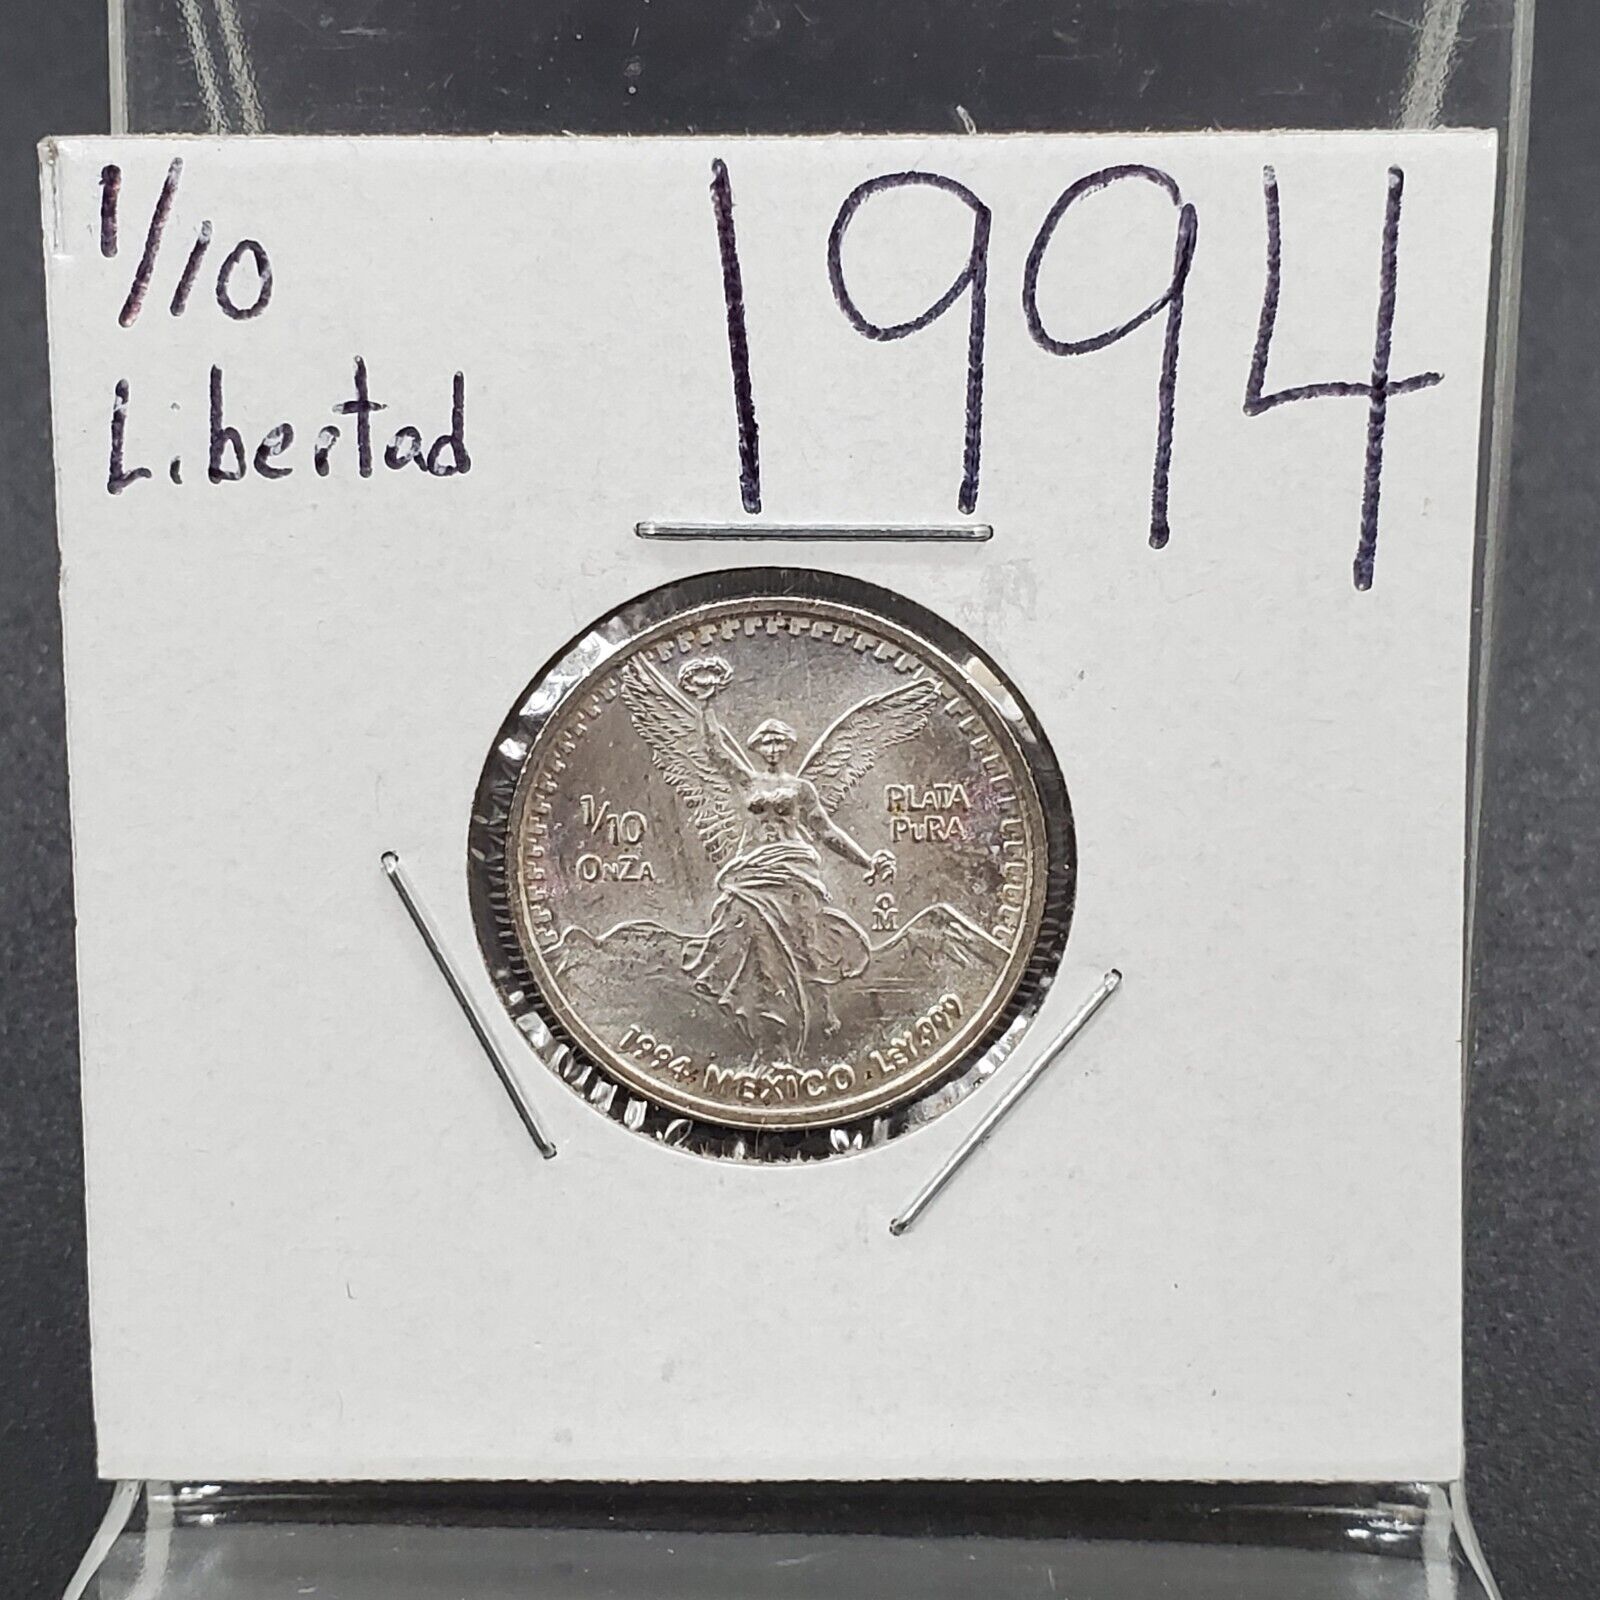 1/10
Libertad
1994
1/10
ONZA
PLATA
PURA
M
1994 · MEXICO · LEY.999